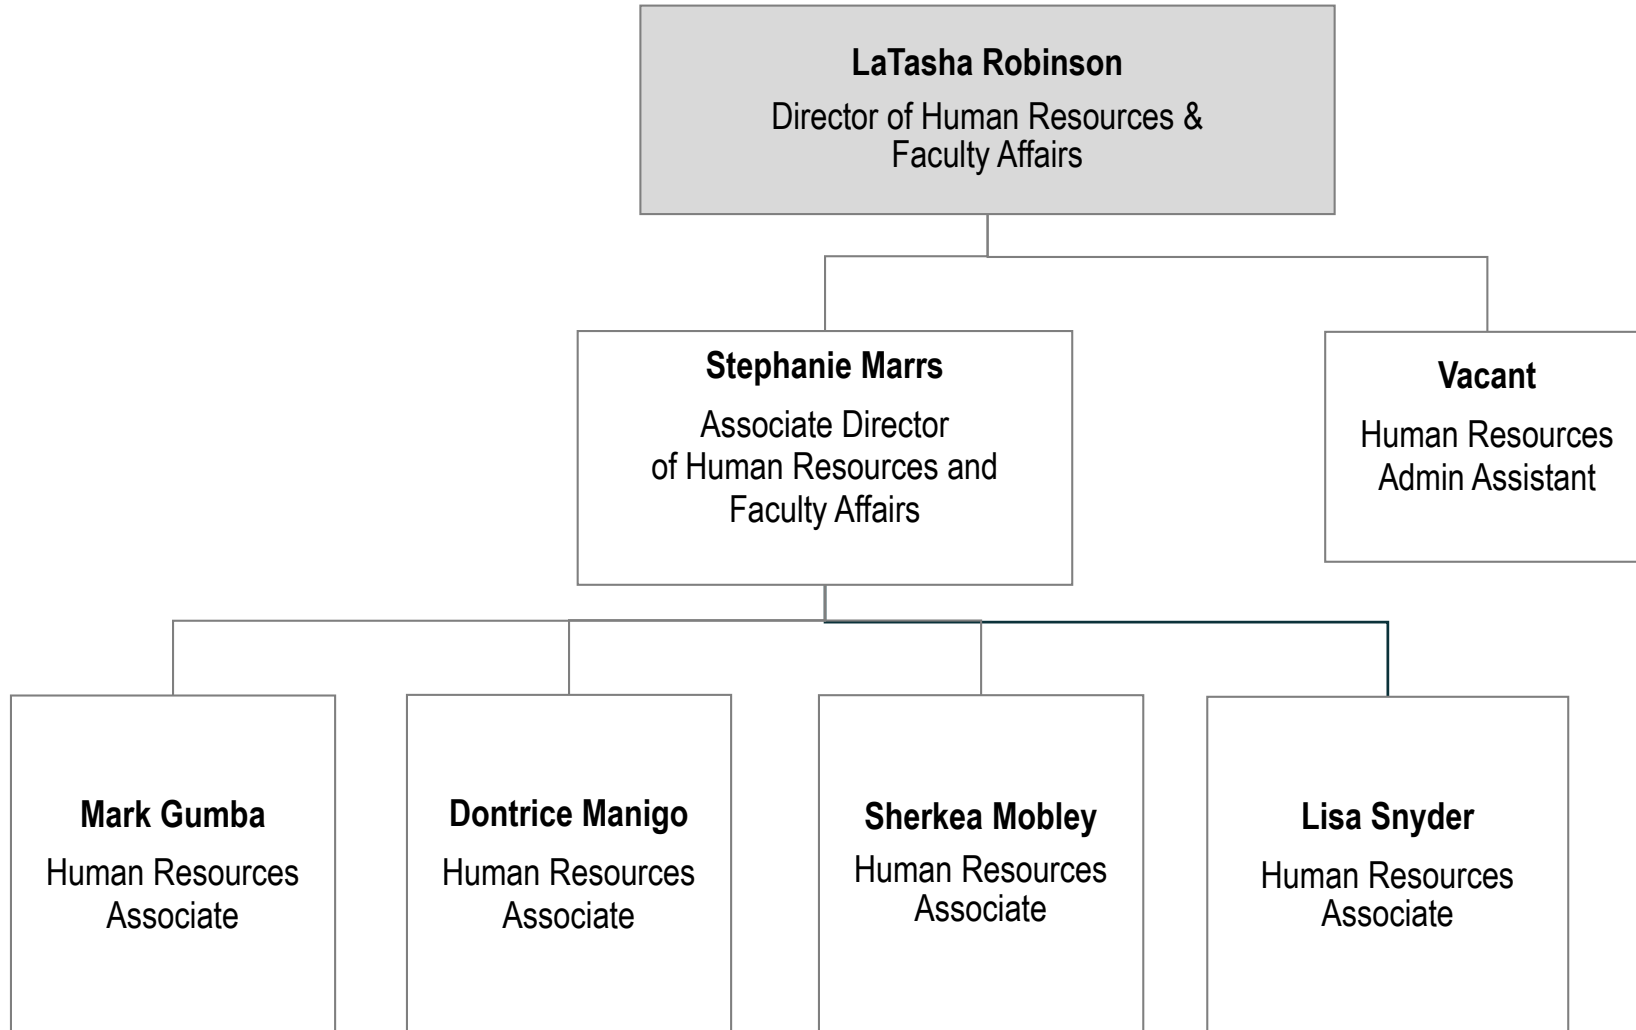 LaTasha Robinson
Director of Human Resources &
Faculty Affairs
Stephanie Marrs
Associate Director
of Human Resources and
Faculty Affairs
Vacant
Human Resources
Admin Assistant
Mark Gumba
Human Resources
Associate
Dontrice Manigo
Human Resources
Associate
Sherkea Mobley
Human Resources
Associate
Lisa Snyder
Human Resources
Associate